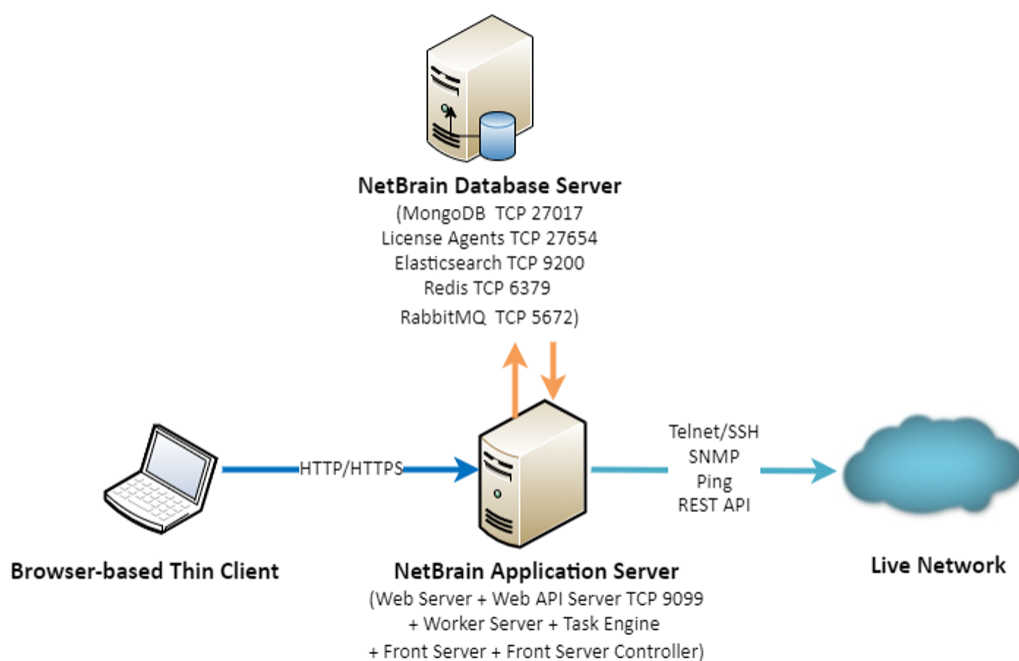 NetBrain Database Server
(MongoDB TCP 27017
License Agents TCP 27654
Elasticsearch TCP 9200
Redis TCP 6379
RabbitMQ TCP 5672)
HTTP/HTTPS
Telnet/SSH
SNMP
Ping
REST API
Browser-based Thin Client
NetBrain Application Server
(Web Server + Web API Server TCP 9099
+ Worker Server + Task Engine
+ Front Server + Front Server Controller)
Live Network